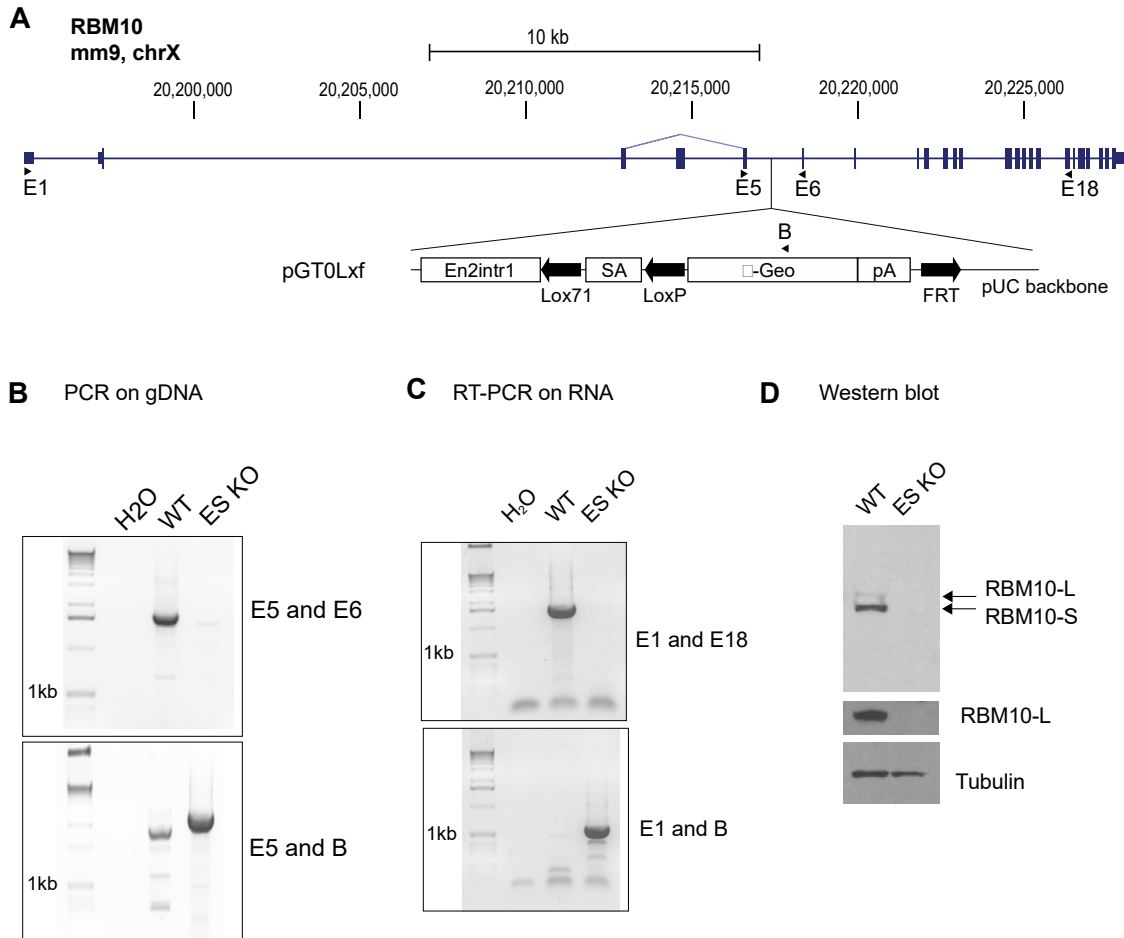 A
RBM10
mm9, chrX
10 kb
20,200,000 20,205,000 20,210,000 20,215,000 20,220,000 20,225,000
E1 E5 E6 E18
B
pGT0Lxf En2intr1 SA □-Geo pA
Lox71 LoxP FRT pUC backbone
B PCR on gDNA
H2O WT ES KO
1kb
E5 and E6
1kb
E5 and B
C RT-PCR on RNA
H₂O WT ES KO
1kb
E1 and E18
1kb
E1 and B
D Western blot
WT ES KO
RBM10-L
RBM10-S
RBM10-L
Tubulin